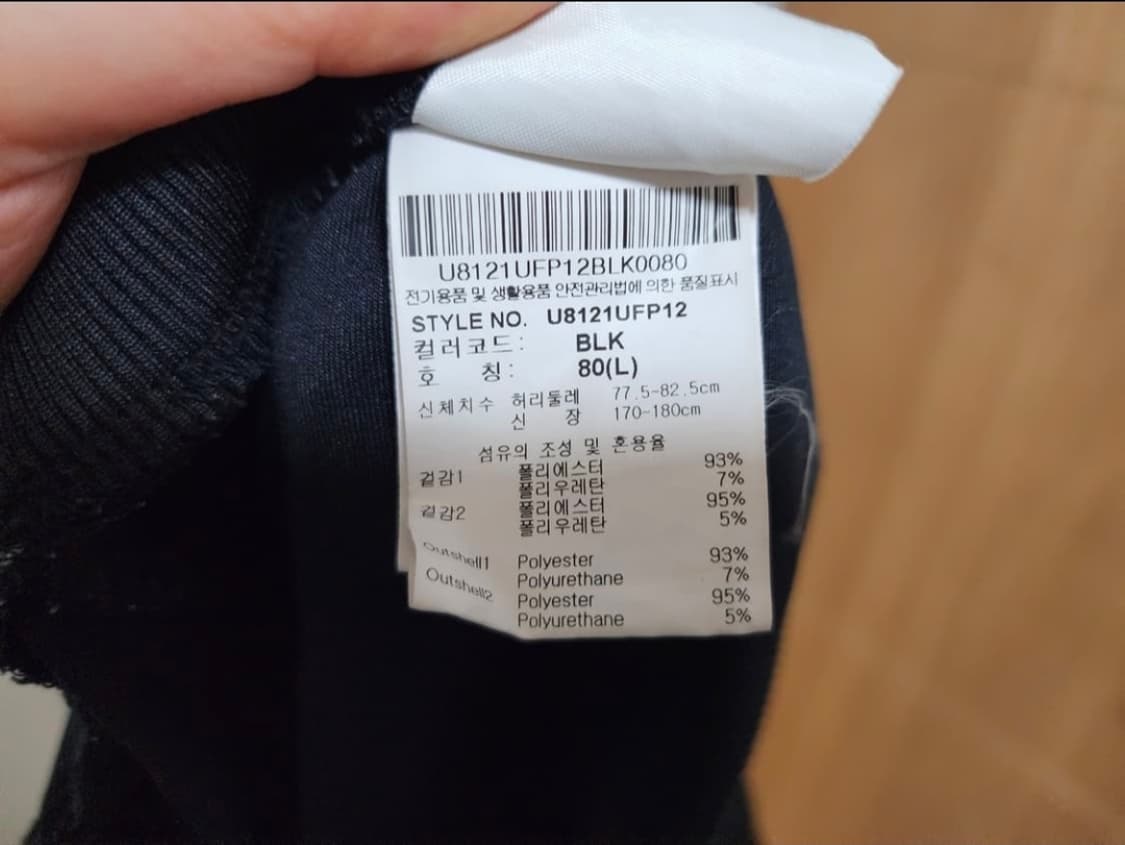 U8121UFP12BLK0080
전기용품 및 생활용품 안전관리법에 의한 품질표시
STYLE NO. U8121UFP12
컬러코드: BLK
호 칭: 80(L)
신체치수 허리둘레 77.5-82.5cm
신 장 170-180cm
섬유의 조성 및 혼용율
겉감1 폴리에스터 93%
폴리우레탄 7%
겉감2 폴리에스터 95%
폴리우레탄 5%
Outshell1 Polyester 93%
Polyurethane 7%
Outshell2 Polyester 95%
Polyurethane 5%